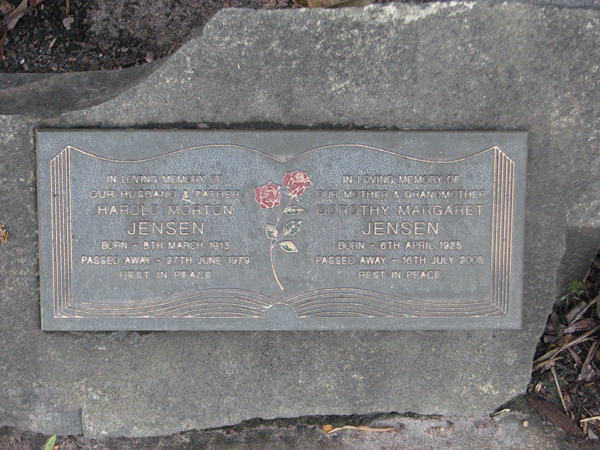 IN LOVING MEMORY OF
OUR HUSBAND & FATHER
HAROLD MORTON
JENSEN
BORN - 8TH MARCH 1913
PASSED AWAY - 27TH JUNE 1979
REST IN PEACE
IN LOVING MEMORY OF
OUR MOTHER & GRANDMOTHER
DOROTHY MARGARET
JENSEN
BORN - 6TH APRIL 1925
PASSED AWAY - 16TH JULY
REST IN PEACE